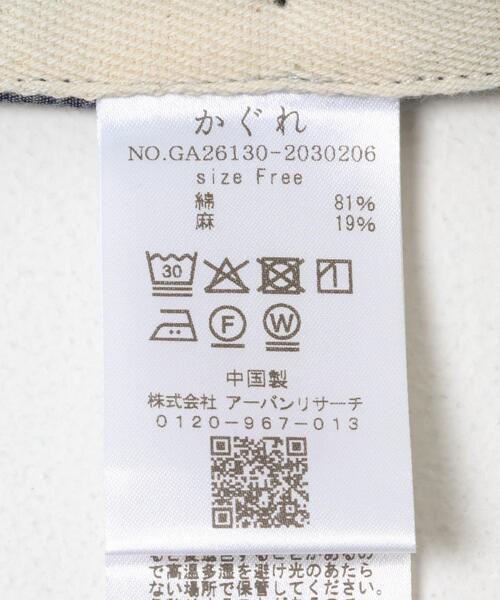 かぐれ
NO.GA26130-2030206
size Free
綿 81%
麻 19%
30
F W
中国製
株式会社 アーバンリサーチ
0120-967-013
で高温多湿を避け光のあたら
ない場所で保管してください。